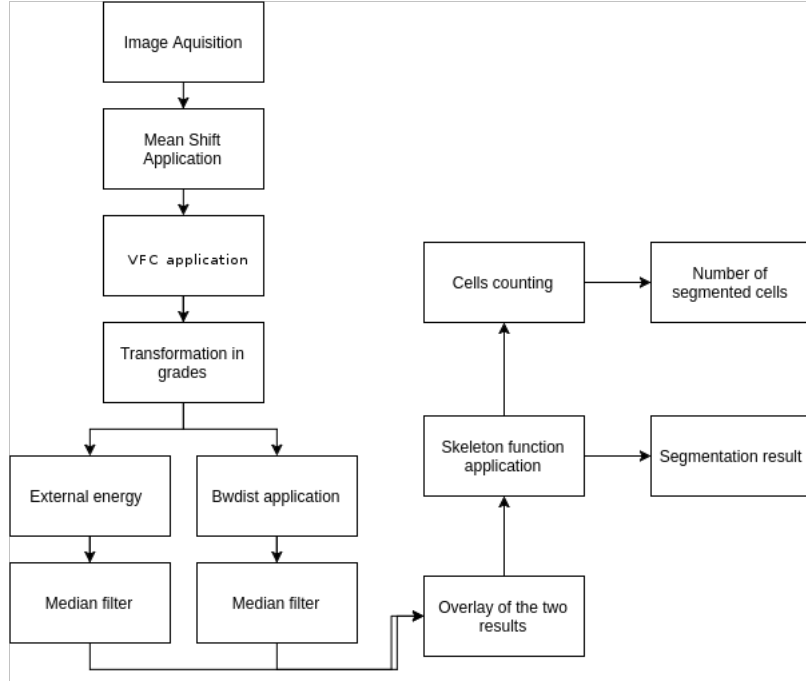 Image Aquisition
Mean Shift
Application
VFC application
Transformation in
grades
External energy
Bwdist application
Median filter
Median filter
Overlay of the two
results
Skeleton function
application
Segmentation result
Cells counting
Number of
segmented cells